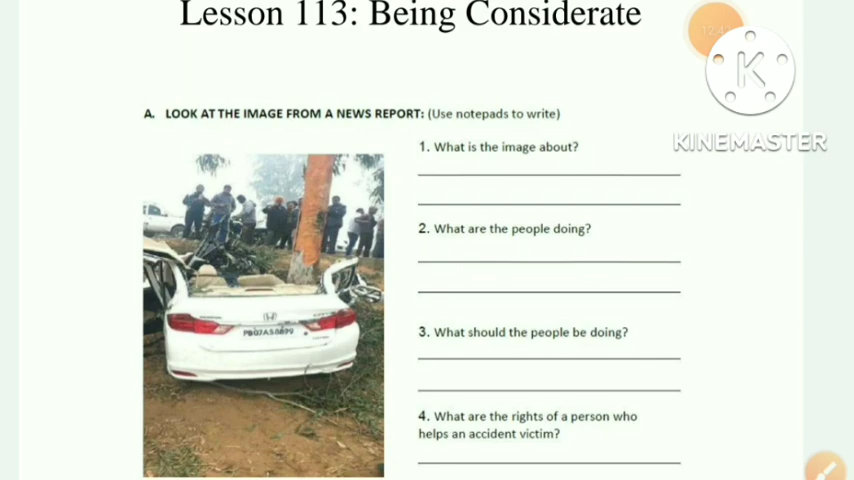 Lesson 113: Being Considerate
KINEMASTER
A. LOOK AT THE IMAGE FROM A NEWS REPORT: (Use notepads to write)
1. What is the image about?
2. What are the people doing?
HONDA
PB07AS8899
3. What should the people be doing?
4. What are the rights of a person who
helps an accident victim?